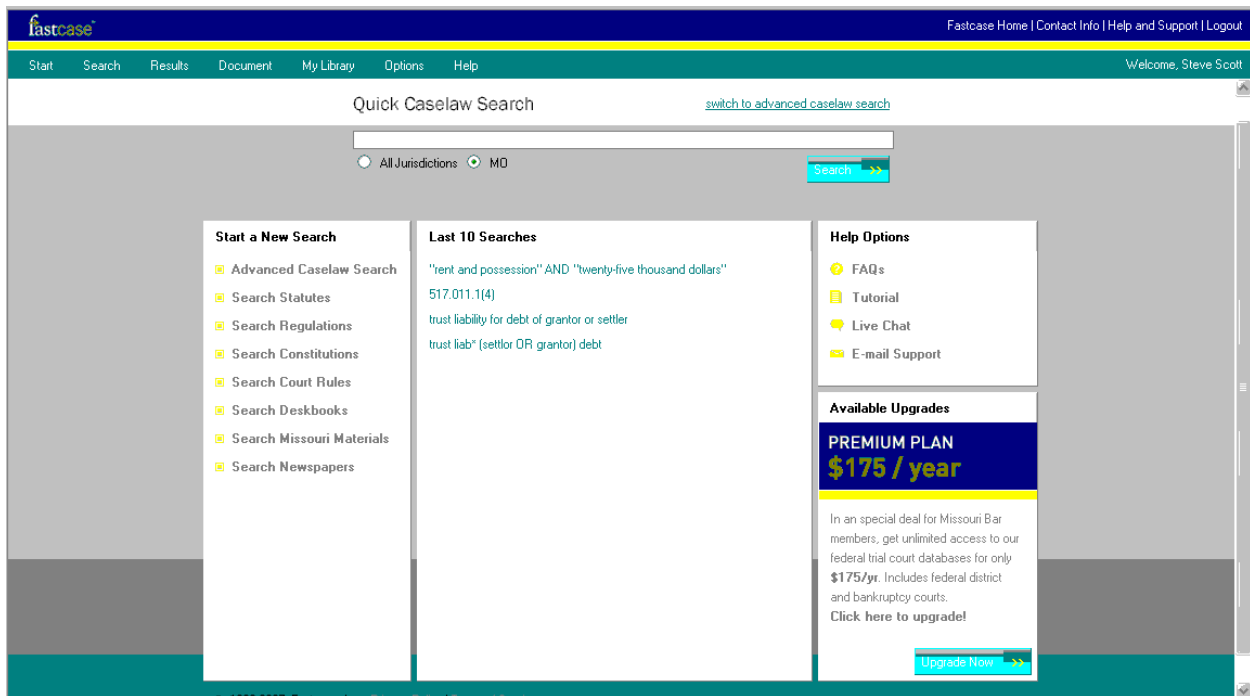 fastcase
Fastcase Home | Contact Info | Help and Support | Logout
Start Search Results Document My Library Options Help
Welcome, Steve Scott
Quick Caselaw Search
switch to advanced caselaw search
All Jurisdictions MO
Search >>
Start a New Search
Advanced Caselaw Search
Search Statutes
Search Regulations
Search Constitutions
Search Court Rules
Search Deskbooks
Search Missouri Materials
Search Newspapers
Last 10 Searches
"rent and possession" AND "twenty-five thousand dollars"
517.011.1(4)
trust liability for debt of grantor or settler
trust liab* (settlor OR grantor) debt
Help Options
FAQs
Tutorial
Live Chat
E-mail Support
Available Upgrades
PREMIUM PLAN
$175 / year
In an special deal for Missouri Bar
members, get unlimited access to our
federal trial court databases for only
$175/yr. Includes federal district
and bankruptcy courts.
Click here to upgrade!
Upgrade Now >>